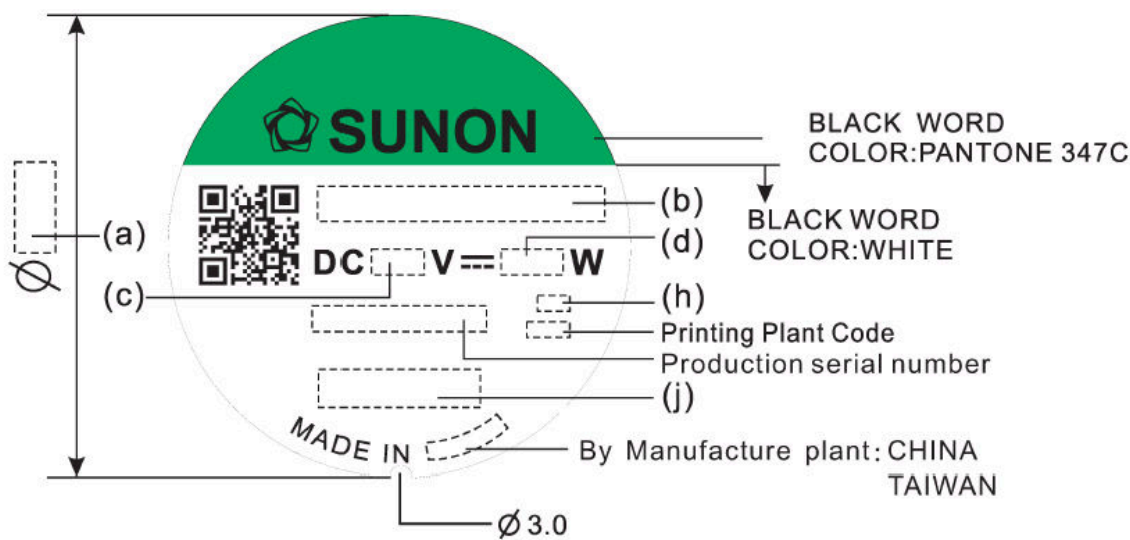 SUNON
BLACK WORD
COLOR:PANTONE 347C
(b)
BLACK WORD
COLOR:WHITE
(a)
Ø
DC V⎓ W
(d)
(c)
(h)
Printing Plant Code
Production serial number
(j)
MADE IN
By Manufacture plant: CHINA
TAIWAN
Ø3.0